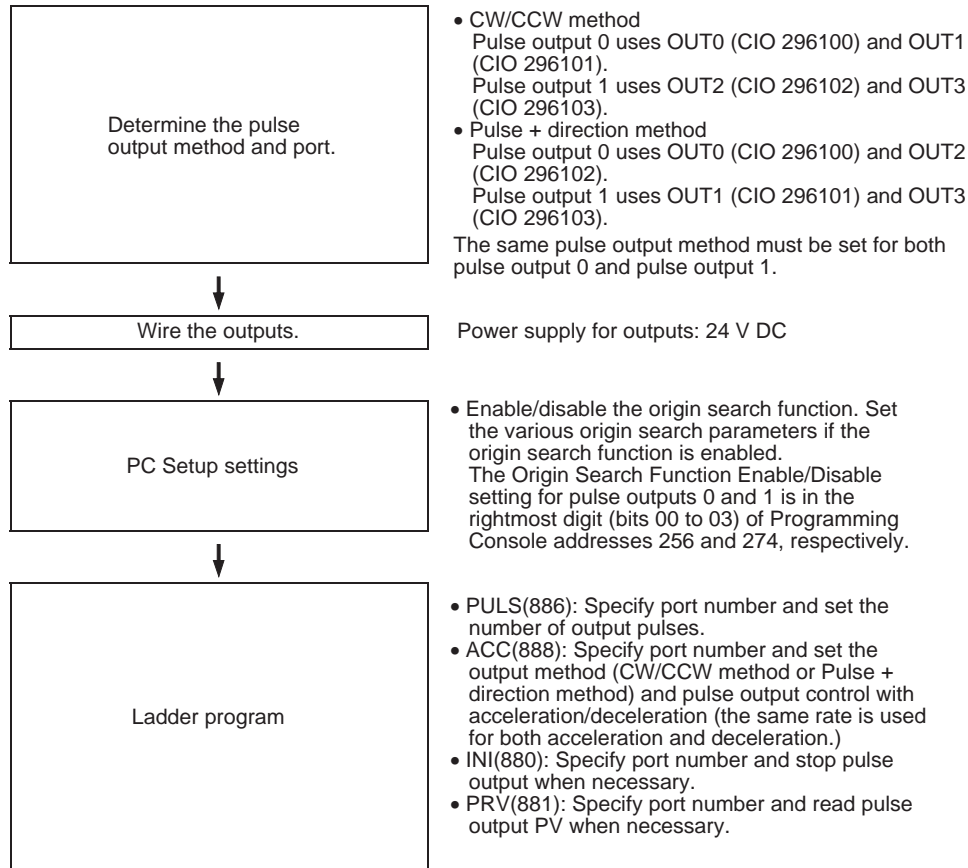 Determine the pulse
output method and port.
• CW/CCW method
Pulse output 0 uses OUT0 (CIO 296100) and OUT1
(CIO 296101).
Pulse output 1 uses OUT2 (CIO 296102) and OUT3
(CIO 296103).
• Pulse + direction method
Pulse output 0 uses OUT0 (CIO 296100) and OUT2
(CIO 296102).
Pulse output 1 uses OUT1 (CIO 296101) and OUT3
(CIO 296103).
The same pulse output method must be set for both
pulse output 0 and pulse output 1.
Wire the outputs.
Power supply for outputs: 24 V DC
PC Setup settings
• Enable/disable the origin search function. Set
the various origin search parameters if the
origin search function is enabled.
The Origin Search Function Enable/Disable
setting for pulse outputs 0 and 1 is in the
rightmost digit (bits 00 to 03) of Programming
Console addresses 256 and 274, respectively.
Ladder program
• PULS(886): Specify port number and set the
number of output pulses.
• ACC(888): Specify port number and set the
output method (CW/CCW method or Pulse +
direction method) and pulse output control with
acceleration/deceleration (the same rate is used
for both acceleration and deceleration.)
• INI(880): Specify port number and stop pulse
output when necessary.
• PRV(881): Specify port number and read pulse
output PV when necessary.